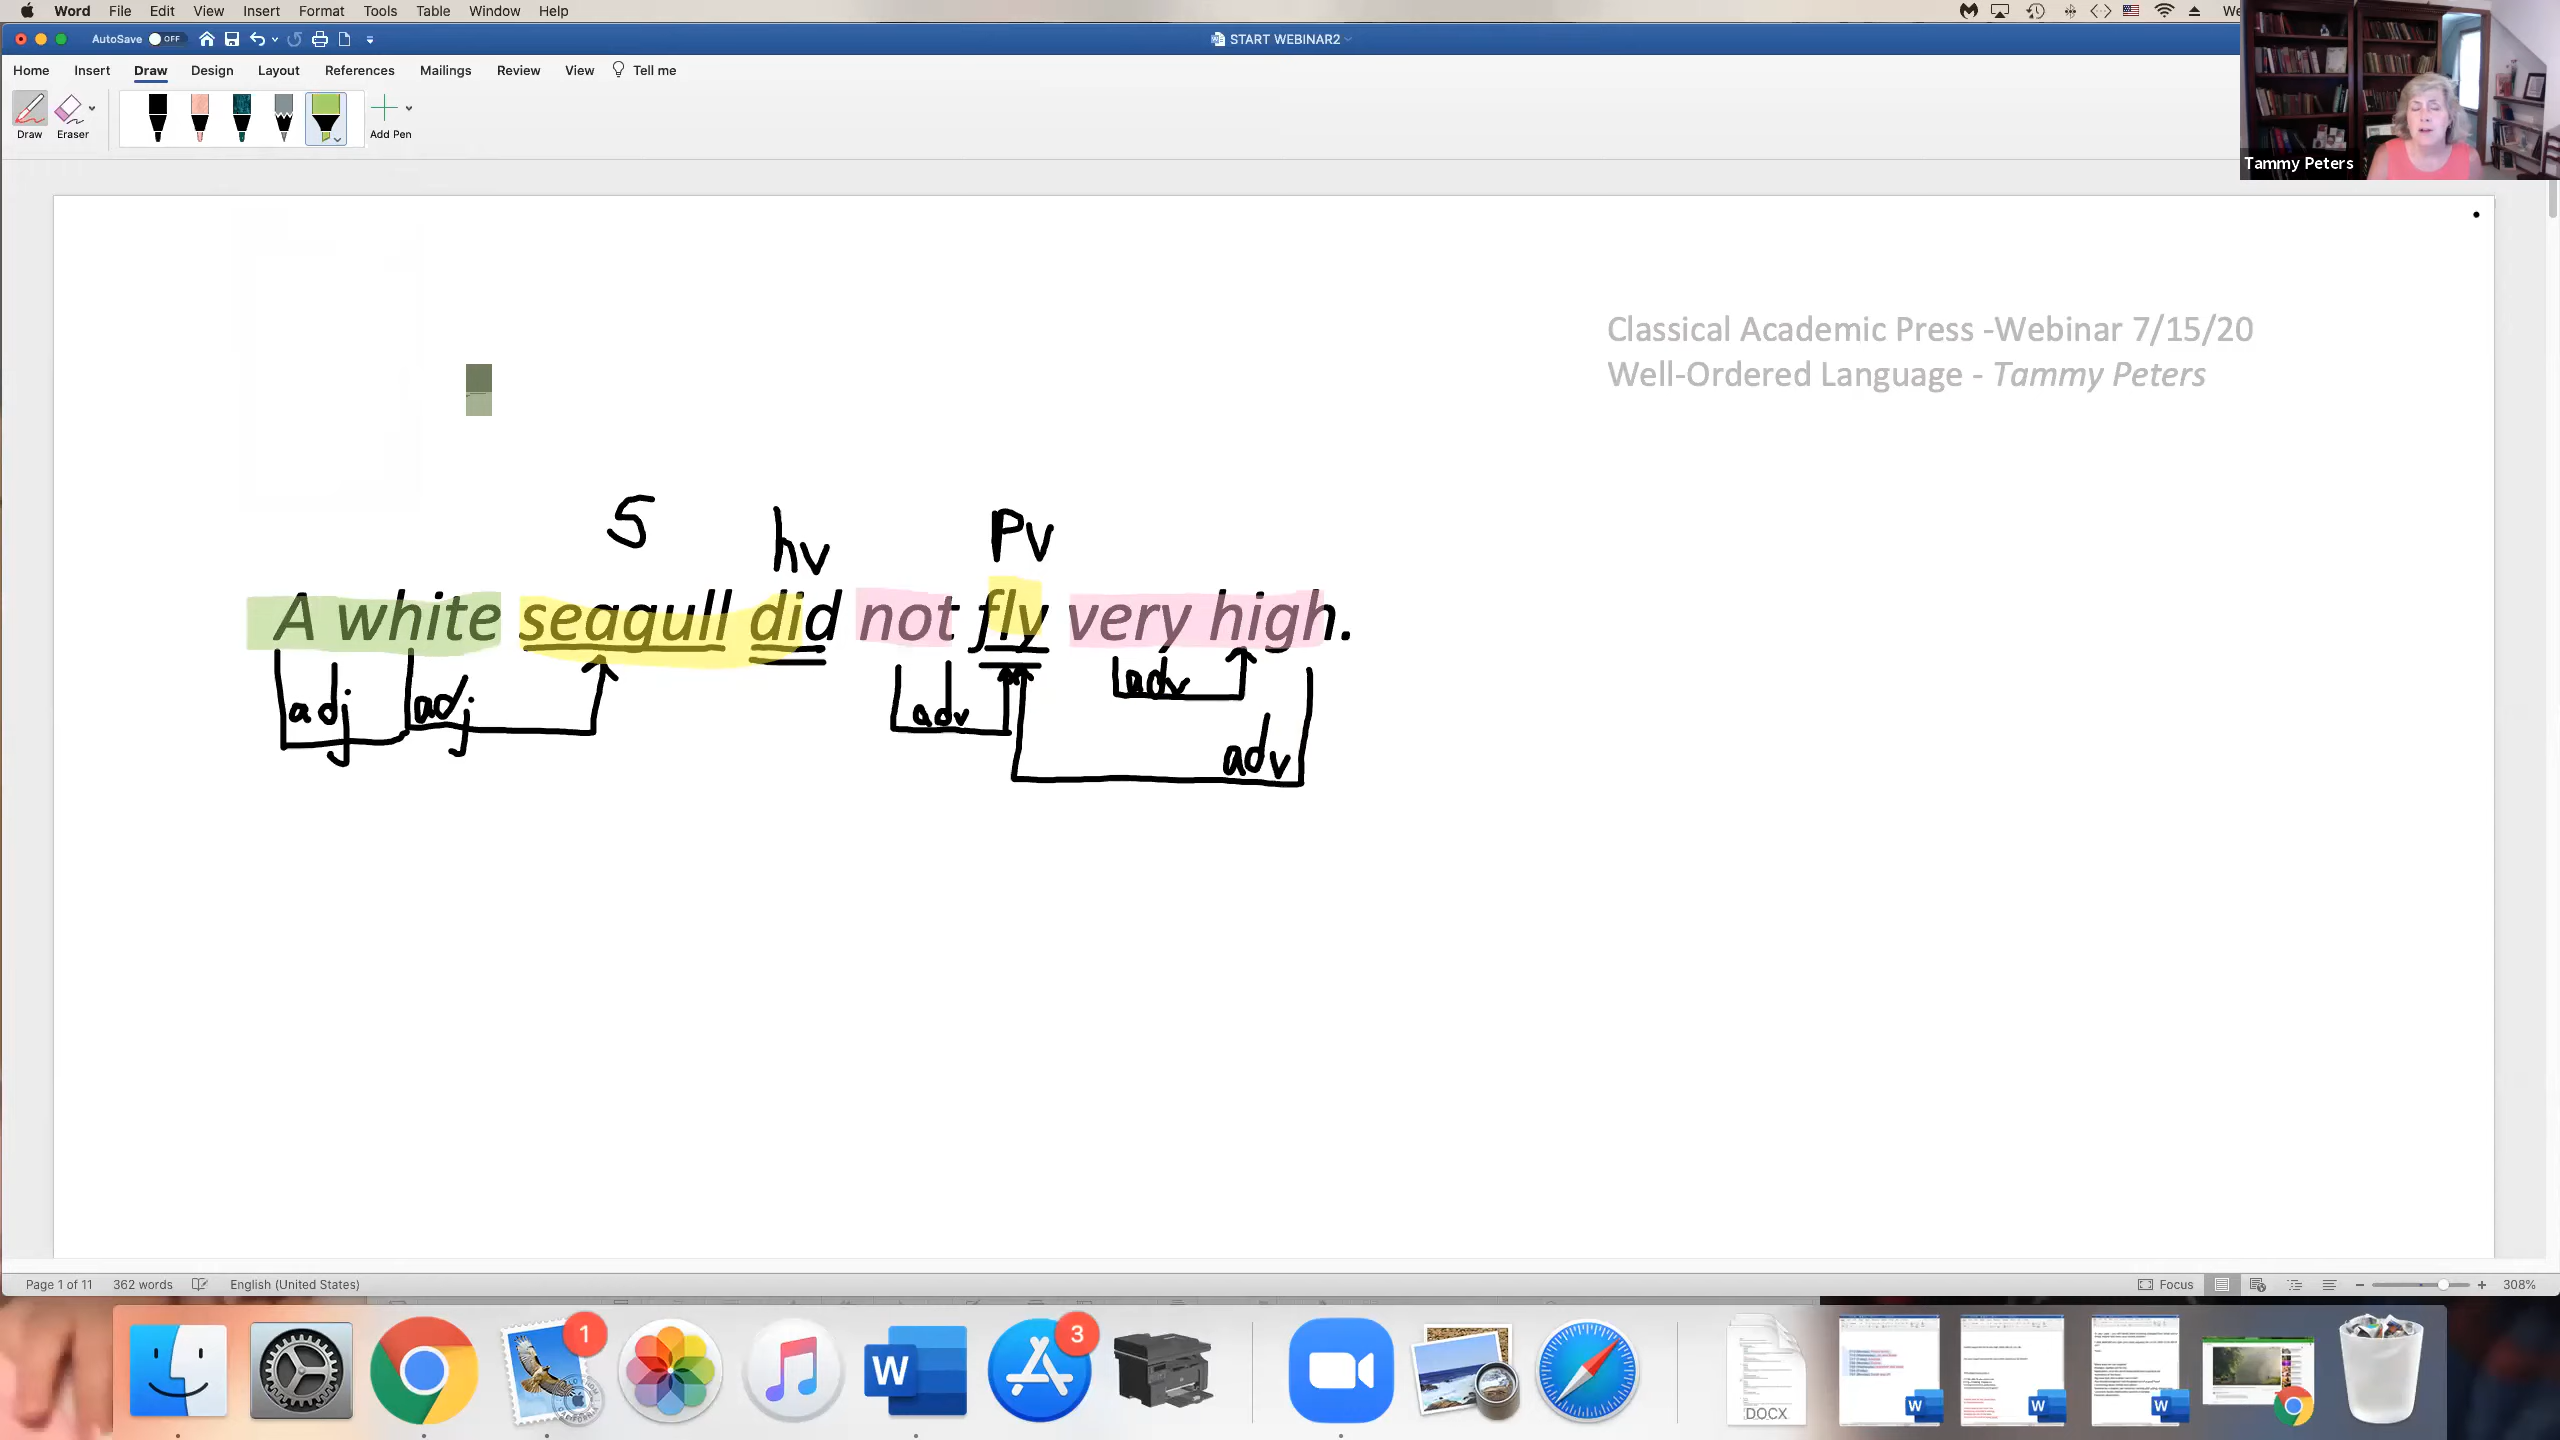 Word File Edit View Insert Format Tools Table Window Help We
AutoSave OFF START WEBINAR2
Home Insert Draw Design Layout References Mailings Review View Tell me
Draw Eraser Add Pen
Tammy Peters
Classical Academic Press -Webinar 7/15/20
Well-Ordered Language - Tammy Peters
S hv PV
A white seagull did not fly very high.
adj adj adv adv
adv
Page 1 of 11 362 words English (United States) Focus 308%
1 3
W
DOCX W W W